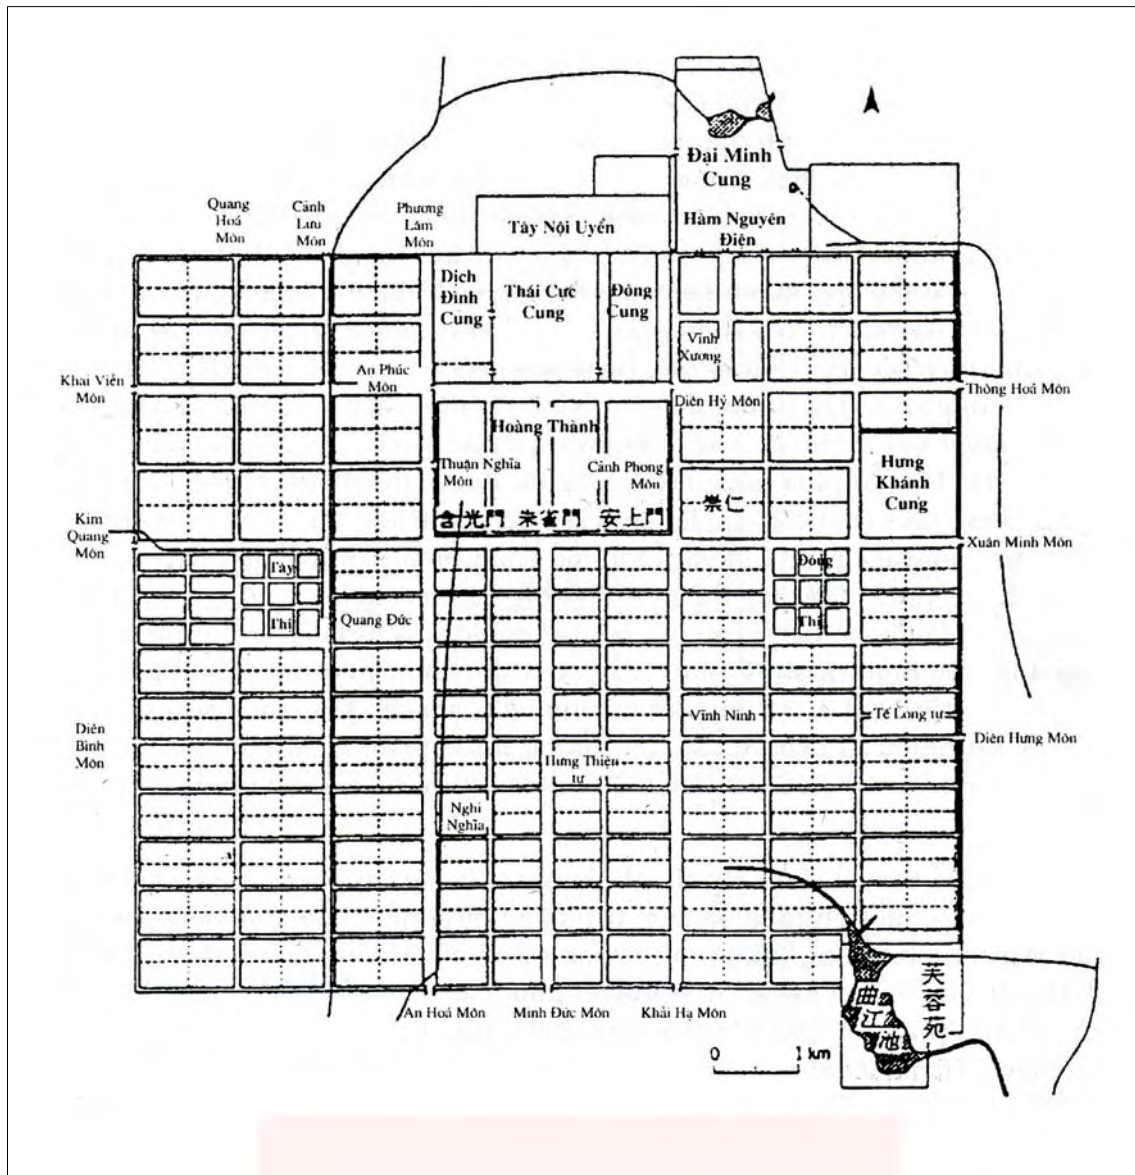 Đại Minh
Cung
Quang
Hoá
Môn
Cảnh
Lưu
Môn
Phương
Lâm
Môn
Tây Nội Uyển
Hàm Nguyên
Điện
Dịch
Đình
Cung
Thái Cực
Cung
Đông
Cung
Vĩnh
Xương
Khai Viễn
Môn
An Phúc
Môn
Thông Hoá Môn
Diên Hỷ Môn
Hoàng Thành
Thuận Nghĩa
Môn
Cảnh Phong
Môn
Hưng
Khánh
Cung
崇仁
含光門
朱雀門
安上門
Kim
Quang
Môn
Xuân Minh Môn
Tây
Thị
Đông
Thị
Quang Đức
Vĩnh Ninh
Tế Long tự
Diên
Bình
Môn
Diên Hưng Môn
Hưng Thiện
tự
Nghi
Nghĩa
An Hoá Môn
Minh Đức Môn
Khải Hạ Môn
曲江池
芙容苑
0 1 km